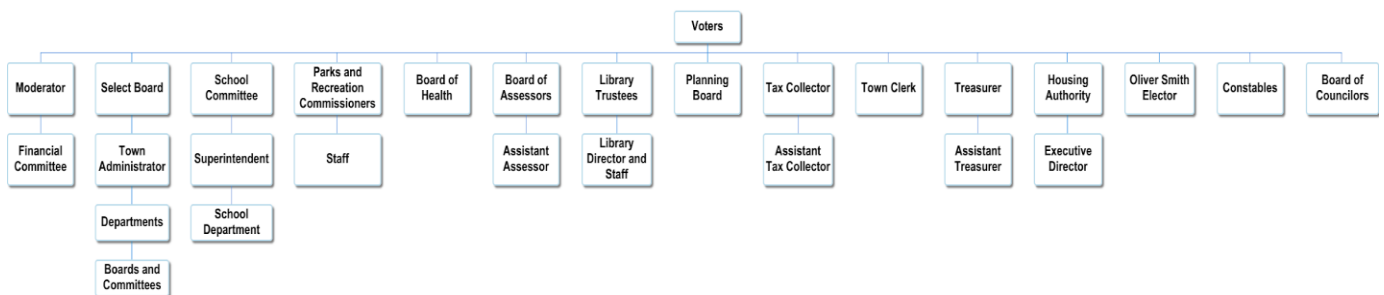 Voters
Moderator
Select Board
School
Committee
Parks and
Recreation
Commissioners
Board of
Health
Board of
Assessors
Library
Trustees
Planning
Board
Tax Collector
Town Clerk
Treasurer
Housing
Authority
Oliver Smith
Elector
Constables
Board of
Councilors
Financial
Committee
Town
Administrator
Superintendent
Staff
Assistant
Assessor
Library
Director and
Staff
Assistant
Tax Collector
Assistant
Treasurer
Executive
Director
Departments
School
Department
Boards and
Committees